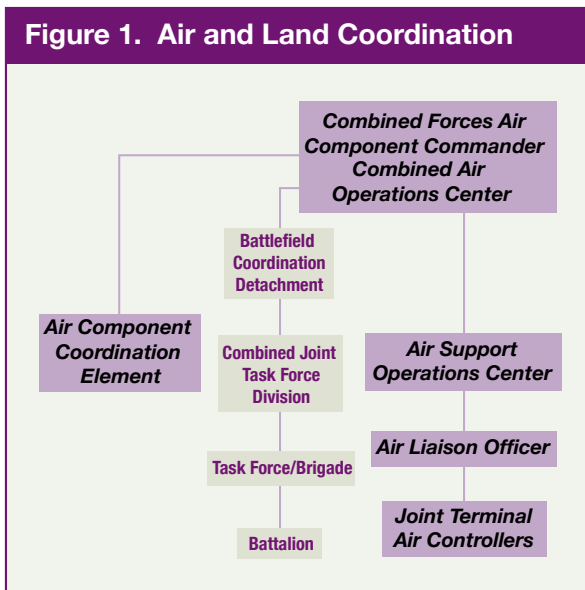 Figure 1. Air and Land Coordination
Combined Forces Air
Component Commander
Combined Air
Operations Center
Battlefield
Coordination
Detachment
Air Component
Coordination
Element
Combined Joint
Task Force
Division
Air Support
Operations Center
Task Force/Brigade
Air Liaison Officer
Battalion
Joint Terminal
Air Controllers